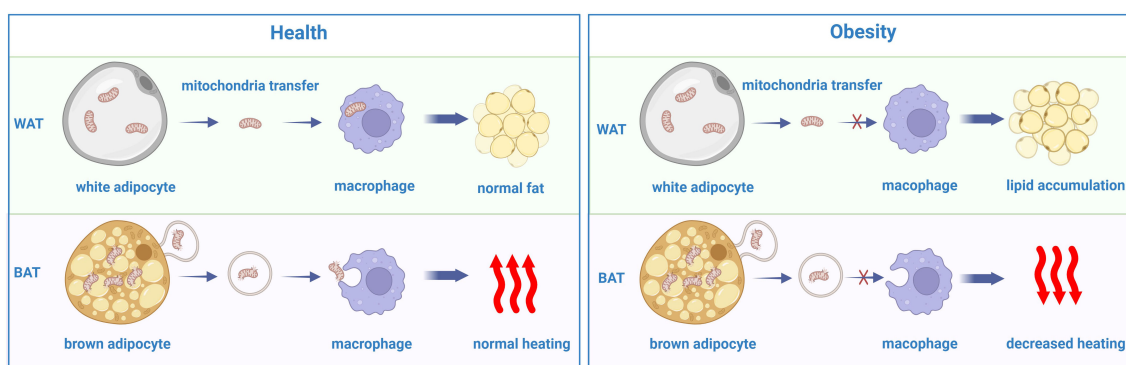 Health
mitochondria transfer
WAT
white adipocyte
macrophage
normal fat
BAT
brown adipocyte
macrophage
normal heating
Obesity
mitochondria transfer
WAT
white adipocyte
macophage
lipid accumulation
BAT
brown adipocyte
macophage
decreased heating